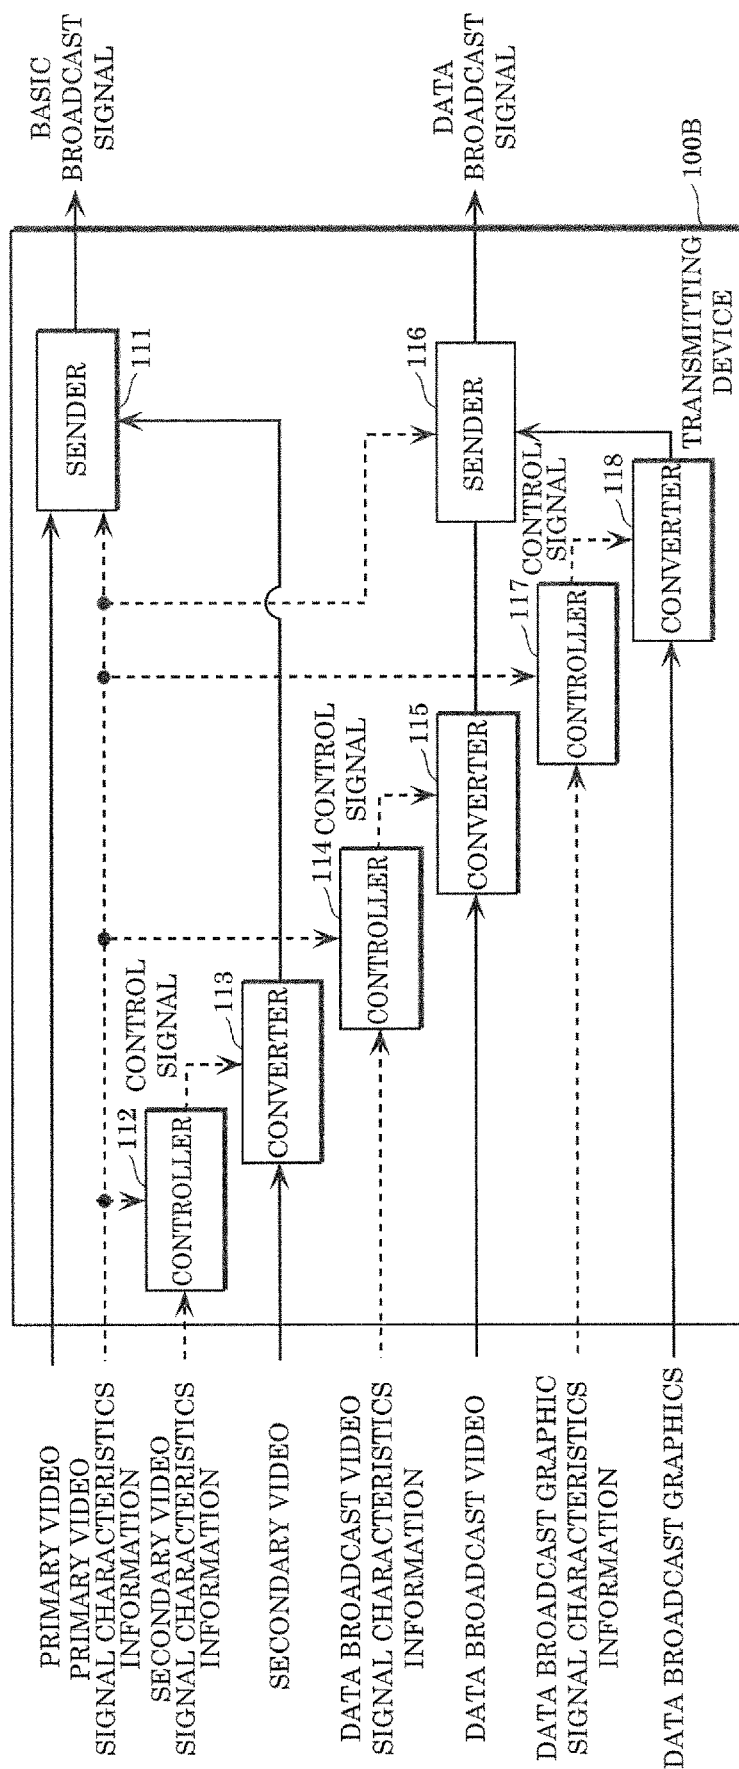 PRIMARY VIDEO
PRIMARY VIDEO
SIGNAL CHARACTERISTICS
INFORMATION
SECONDARY VIDEO
SIGNAL CHARACTERISTICS
INFORMATION
SECONDARY VIDEO
DATA BROADCAST VIDEO
SIGNAL CHARACTERISTICS
INFORMATION
DATA BROADCAST VIDEO
DATA BROADCAST GRAPHIC
SIGNAL CHARACTERISTICS
INFORMATION
DATA BROADCAST GRAPHICS
112
CONTROLLER
CONTROL
SIGNAL
113
CONVERTER
114
CONTROLLER
CONTROL
SIGNAL
115
CONVERTER
117
CONTROLLER
CONTROL
SIGNAL
118
CONVERTER
SENDER
111
SENDER
116
TRANSMITTING
DEVICE
100B
BASIC
BROADCAST
SIGNAL
DATA
BROADCAST
SIGNAL